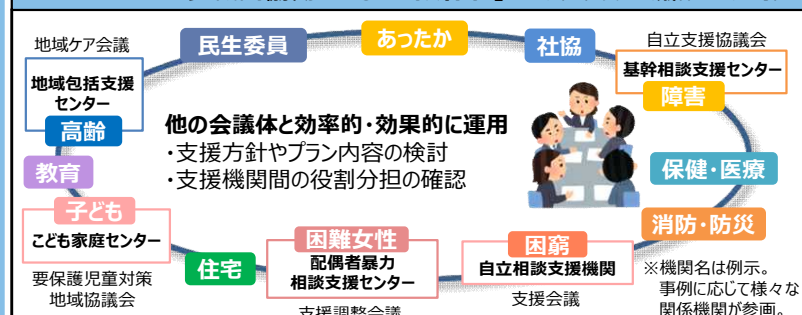 地域ケア会議
民生委員
あったか
社協
自立支援協議会
地域包括支援
センター
高齢
基幹相談支援センター
障害
他の会議体と効率的・効果的に運用
・支援方針やプラン内容の検討
・支援機関間の役割分担の確認
教育
保健・医療
子ども
こども家庭センター
要保護児童対策
地域協議会
住宅
困難女性
配偶者暴力
相談支援センター
支援調整会議
困窮
自立相談支援機関
支援会議
消防・防災
※機関名は例示。
事例に応じて様々な
関係機関が参画。